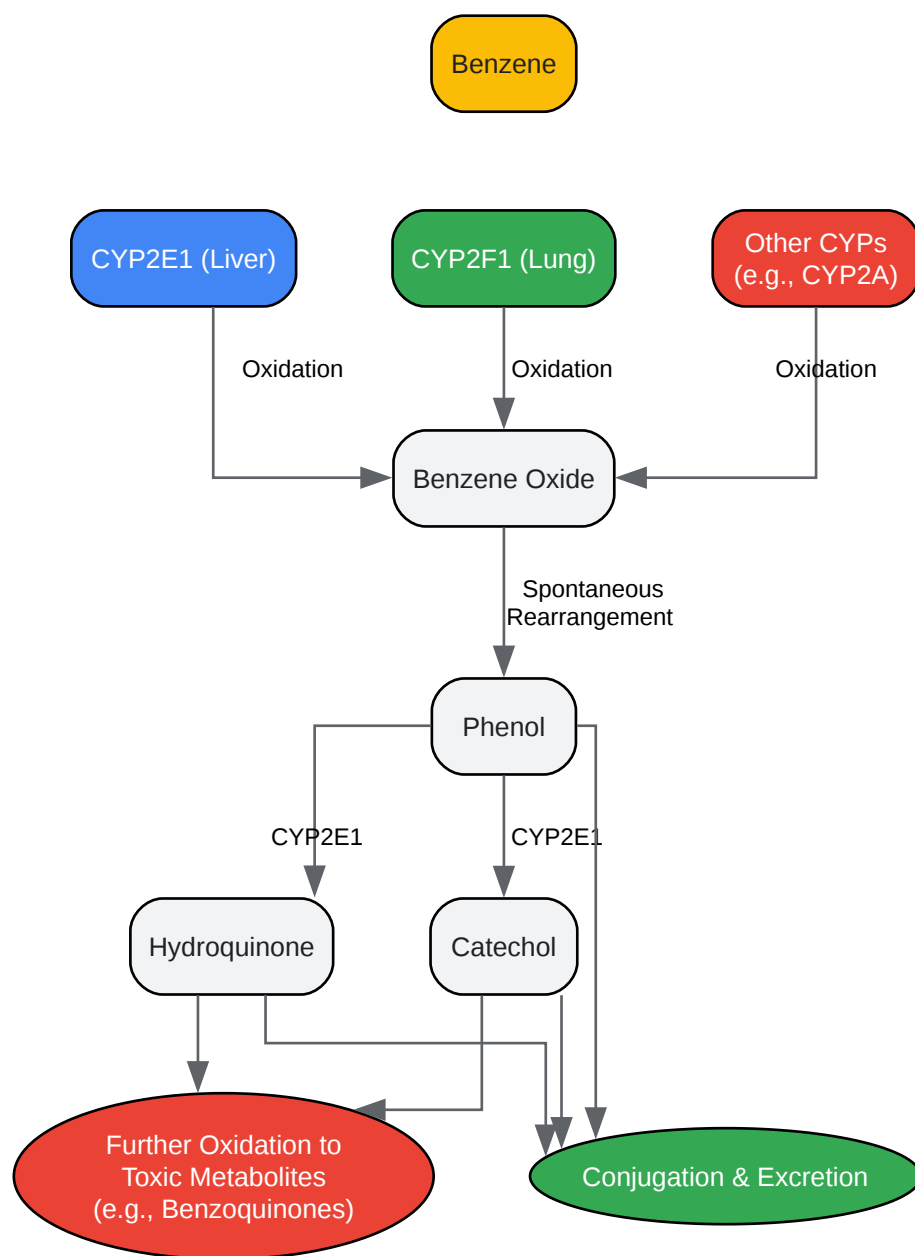 Benzene
CYP2E1 (Liver)
CYP2F1 (Lung)
Other CYPs
(e.g., CYP2A)
Oxidation
Oxidation
Oxidation
Benzene Oxide
Spontaneous
Rearrangement
Phenol
CYP2E1
CYP2E1
Hydroquinone
Catechol
Further Oxidation to
Toxic Metabolites
(e.g., Benzoquinones)
Conjugation & Excretion